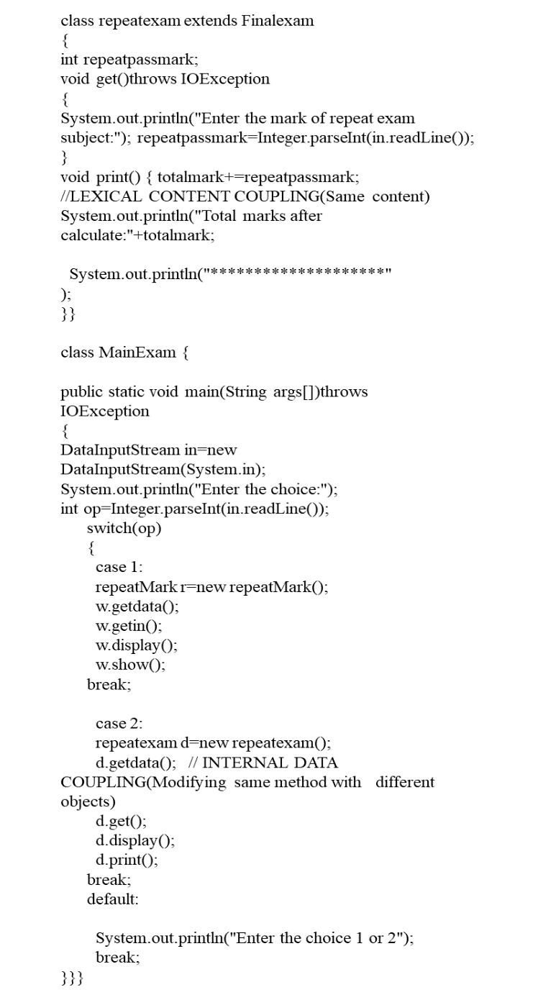 class repeatexam extends Finalexam
{
int repeatpassmark;
void get()throws IOException
{
System.out.println("Enter the mark of repeat exam
subject:"); repeatpassmark=Integer.parseInt(in.readLine());
}
void print() { totalmark+=repeatpassmark;
//LEXICAL CONTENT COUPLING(Same content)
System.out.println("Total marks after
calculate:"+totalmark;
System.out.println("********************"
);
}}
class MainExam {
public static void main(String args[])throws
IOException
{
DataInputStream in=new
DataInputStream(System.in);
System.out.println("Enter the choice:");
int op=Integer.parseInt(in.readLine());
switch(op)
{
case 1:
repeatMark r=new repeatMark();
w.getdata();
w.getin();
w.display();
w.show();
break;
case 2:
repeatexam d=new repeatexam();
d.getdata(); // INTERNAL DATA
COUPLING(Modifying same method with different
objects)
d.get();
d.display();
d.print();
break;
default:
System.out.println("Enter the choice 1 or 2");
break;
}}}